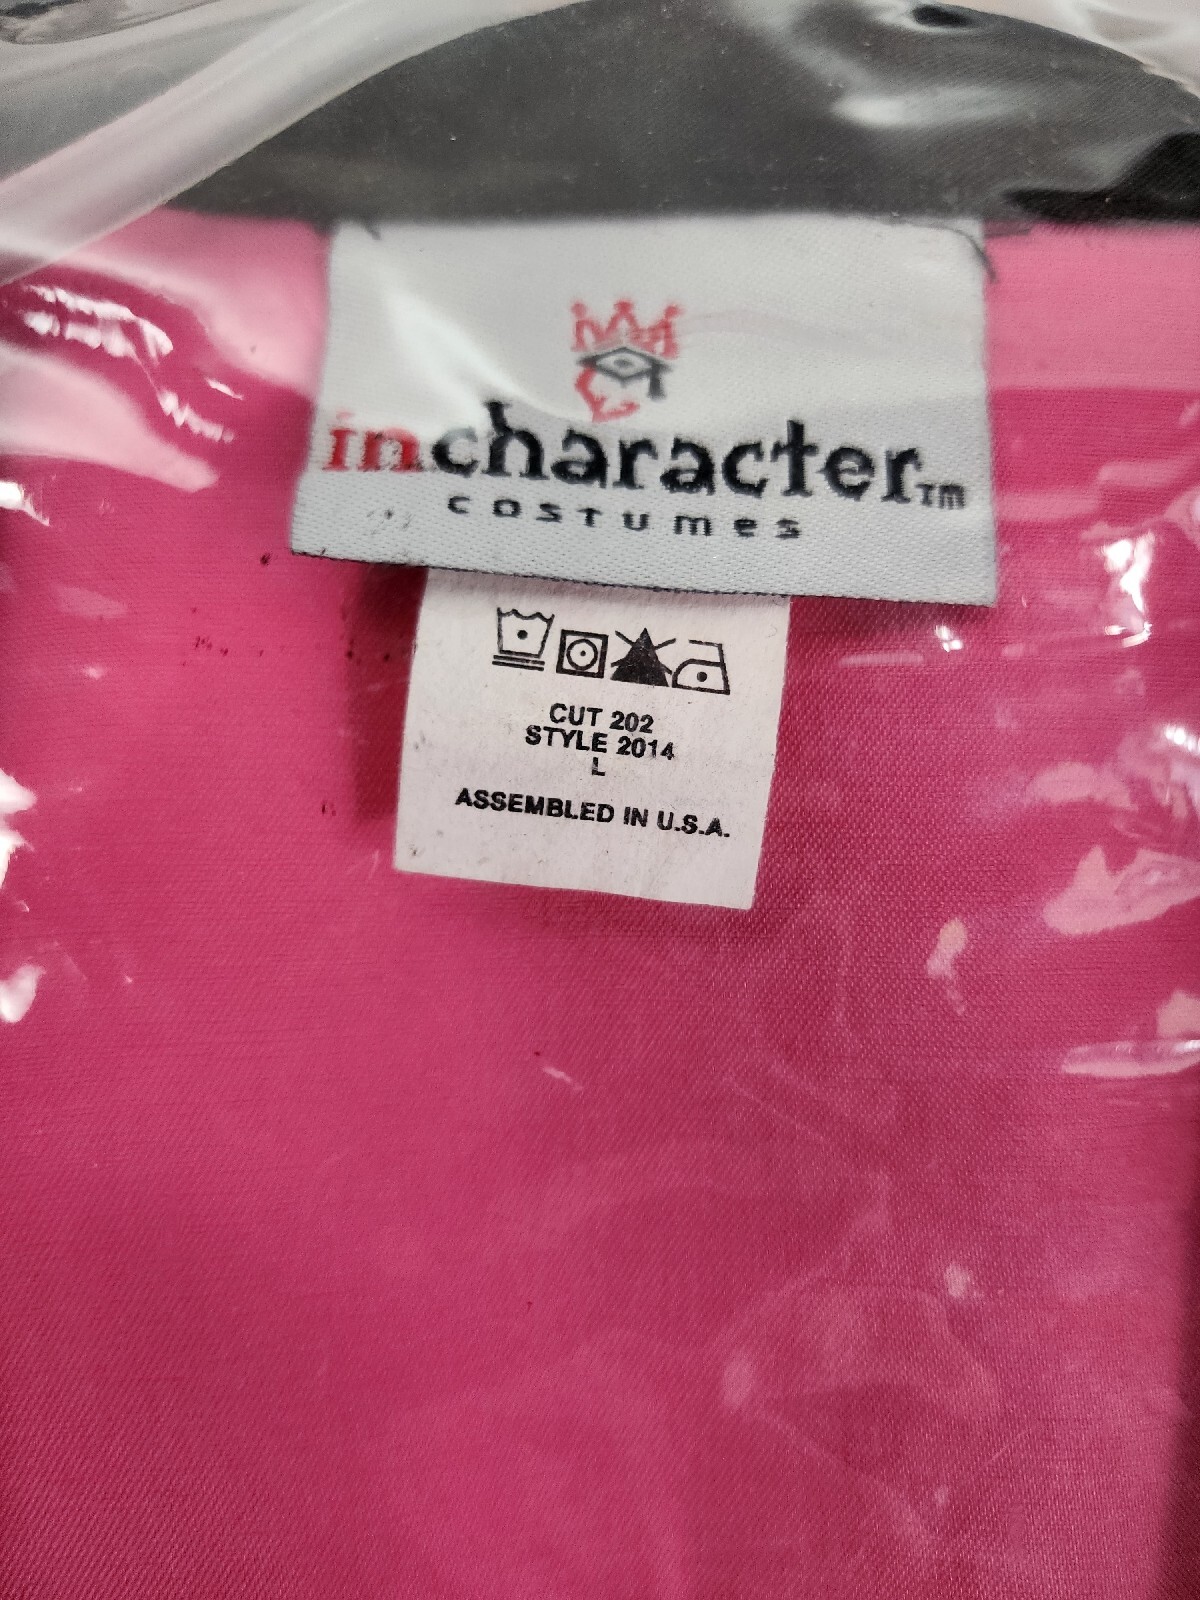 incharacter™
costumes
CUT 202
STYLE 2014
L
ASSEMBLED IN U.S.A.